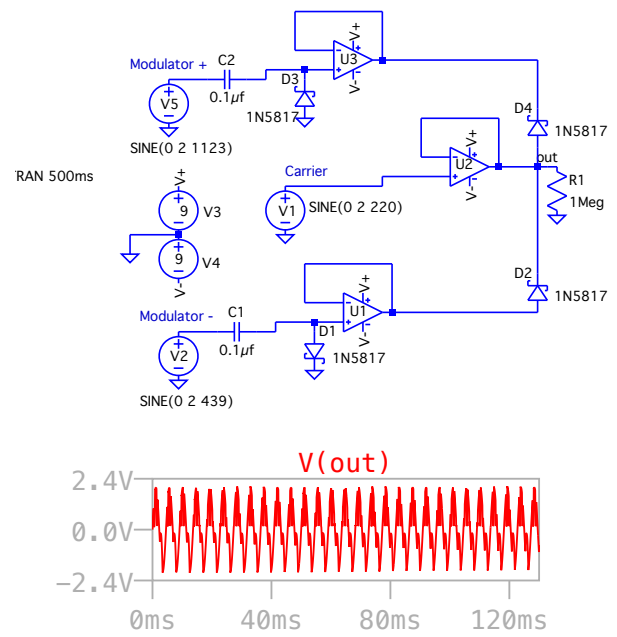 V+
U3
V-
Modulator +
C2
0.1µf
D3
1N5817
V5
SINE(0 2 1123)
D4
1N5817
V+
U2
V-
out
R1
1Meg
Carrier
V1
SINE(0 2 220)
RAN 500ms
V+
9
V3
9
V4
V-
D2
1N5817
V+
U1
V-
Modulator -
C1
0.1µf
D1
1N5817
V2
SINE(0 2 439)
V(out)
2.4V
0.0V
−2.4V
0ms
40ms
80ms
120ms